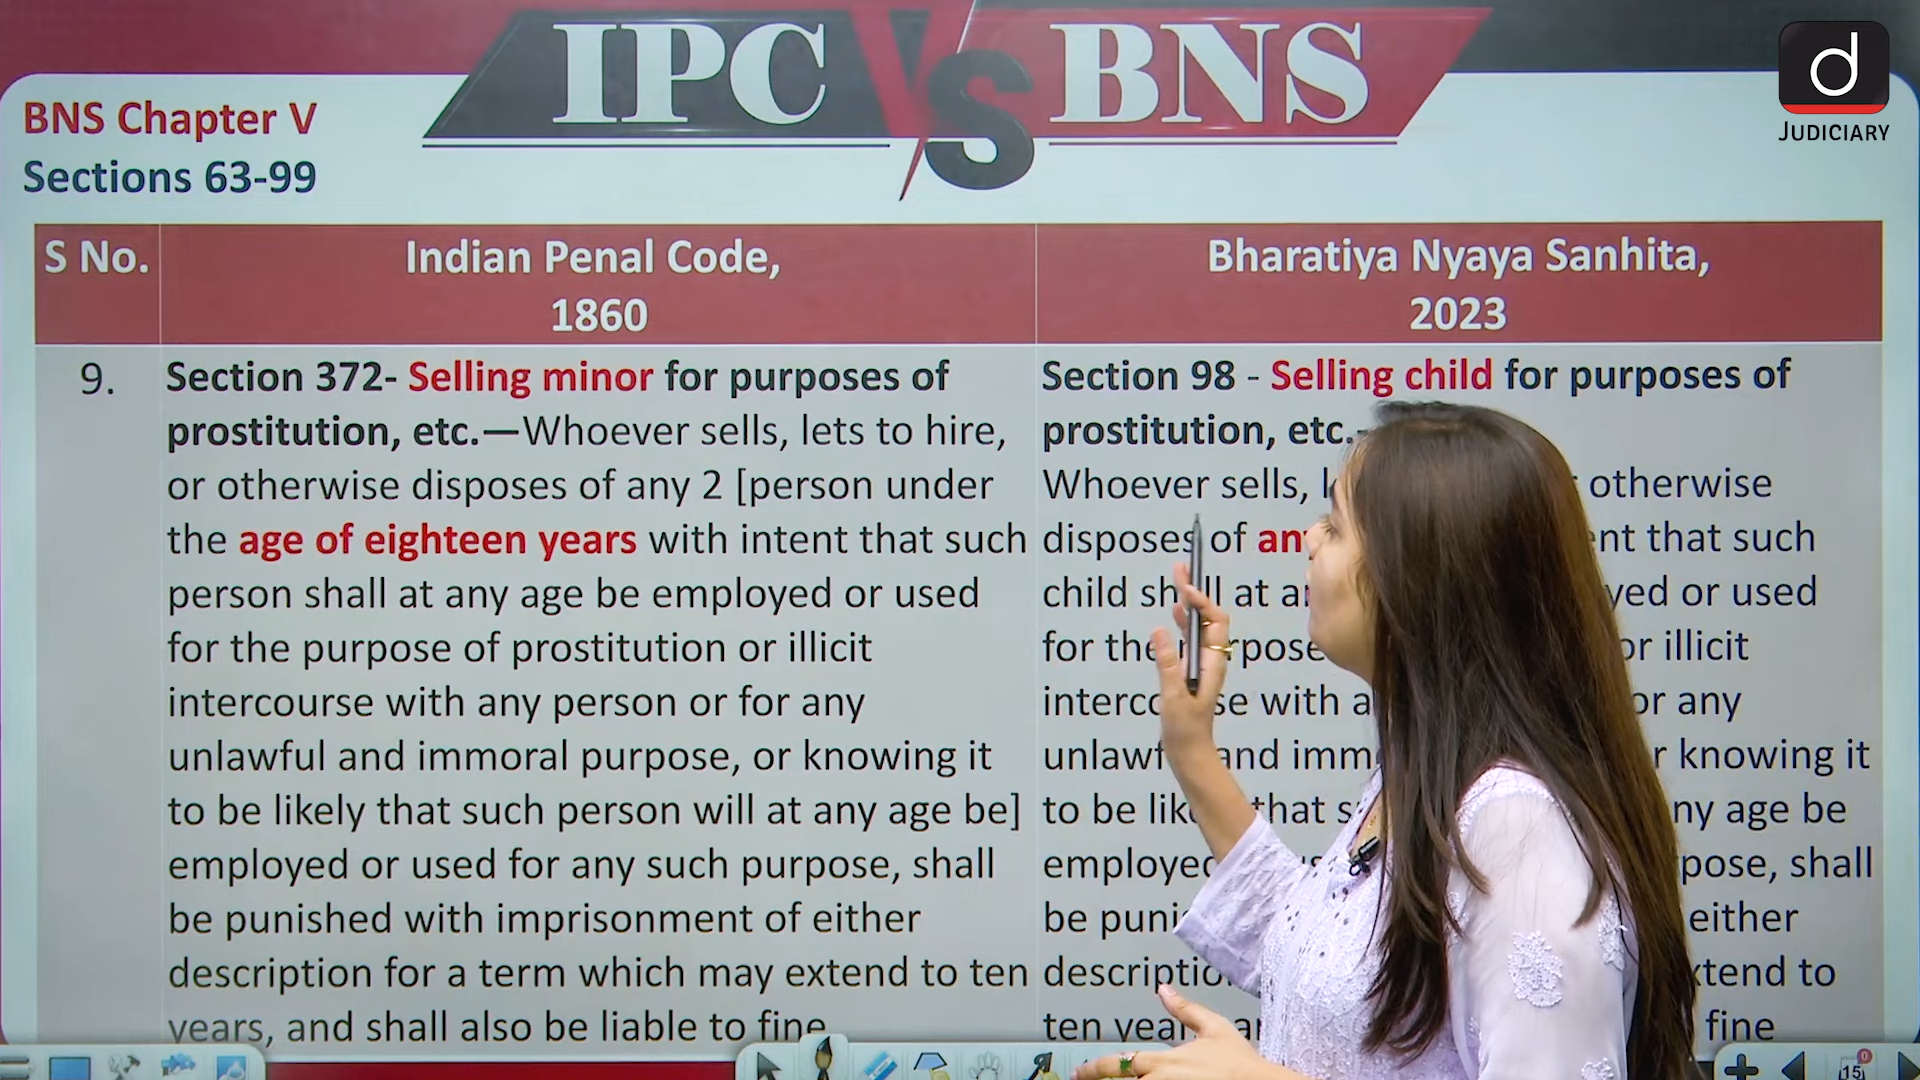 IPC VS BNS
d
JUDICIARY
BNS Chapter V
Sections 63-99
S No.
Indian Penal Code,
1860
Bharatiya Nyaya Sanhita,
2023
9.
Section 372- Selling minor for purposes of
prostitution, etc.—Whoever sells, lets to hire,
or otherwise disposes of any 2 [person under
the age of eighteen years with intent that such
person shall at any age be employed or used
for the purpose of prostitution or illicit
intercourse with any person or for any
unlawful and immoral purpose, or knowing it
to be likely that such person will at any age be]
employed or used for any such purpose, shall
be punished with imprisonment of either
description for a term which may extend to ten
years, and shall also be liable to fine
Section 98 - Selling child for purposes of
prostitution, etc.
Whoever sells, otherwise
disposes of that such
child at used
for the or illicit
with or any
knowing it
to be that age be
shall
be either
to
ten fine
15
0